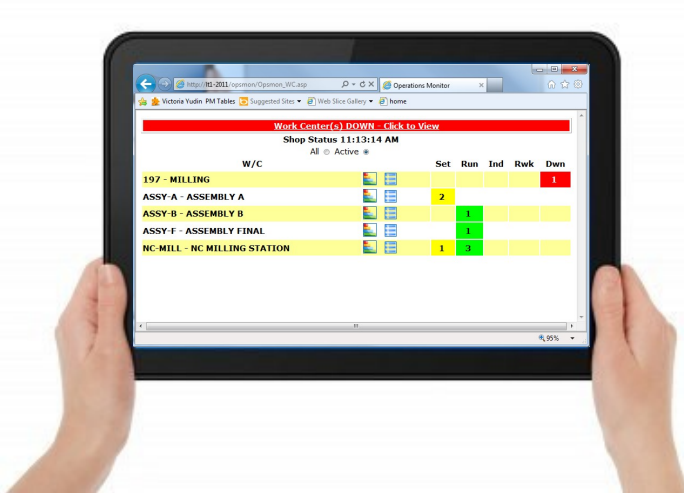 http://lt1-2011/opsmon/Opsmon_WC.asp Operations Monitor
Victoria Yudin PM Tables Suggested Sites Web Slice Gallery home
Work Center(s) DOWN - Click to View
Shop Status 11:13:14 AM
All Active
W/C Set Run Ind Rwk Dwn
197 - MILLING 1
ASSY-A - ASSEMBLY A 2
ASSY-B - ASSEMBLY B 1
ASSY-F - ASSEMBLY FINAL 1
NC-MILL - NC MILLING STATION 1 3
95%